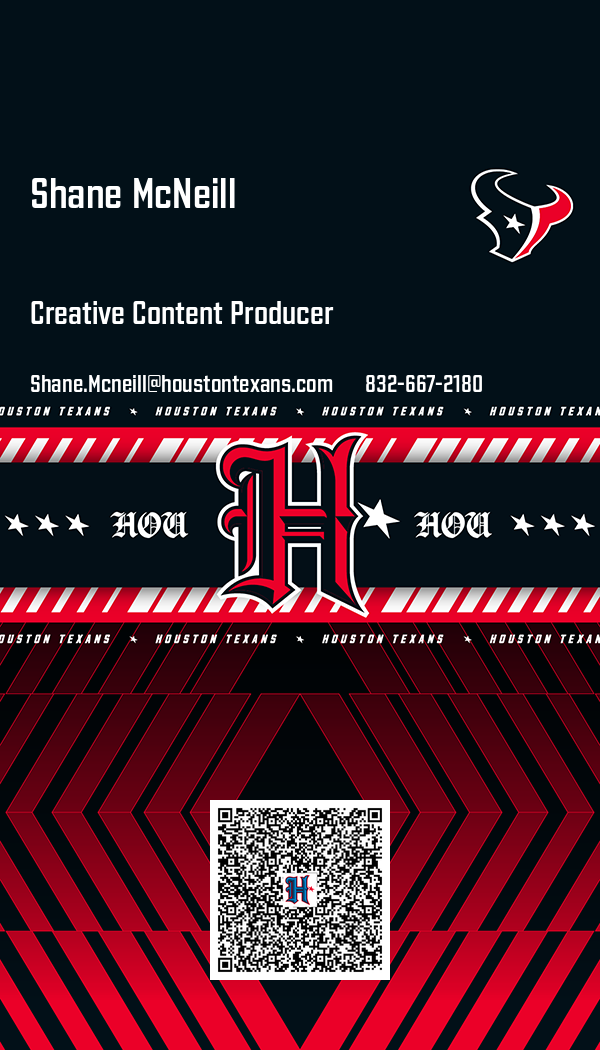 Shane McNeill
Creative Content Producer
Shane.Mcneill@houstontexans.com 832-667-2180
OUSTON TEXANS ★ HOUSTON TEXANS ★ HOUSTON TEXANS ★ HOUSTON TEXAN
★ ★ ★ HOU H★ HOU ★ ★ ★
OUSTON TEXANS ★ HOUSTON TEXANS ★ HOUSTON TEXANS ★ HOUSTON TEXAN
H